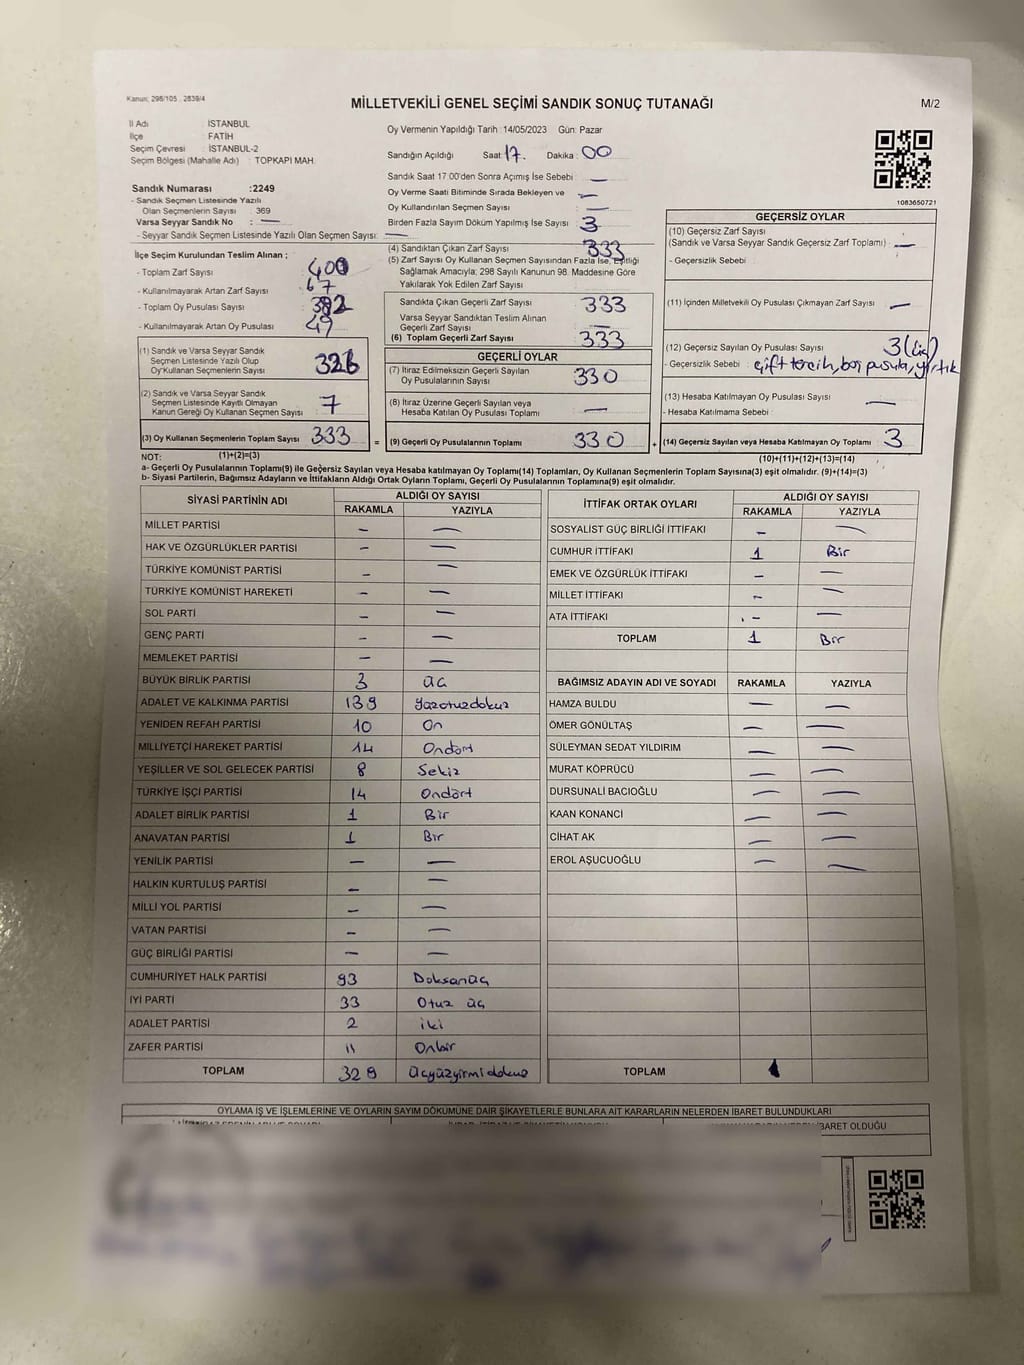 Kanun; 298/105 , 2839/4
MİLLETVEKİLİ GENEL SEÇİMİ SANDIK SONUÇ TUTANAĞI
M/2
İl Adı : İSTANBUL
İlçe : FATİH
Seçim Çevresi : İSTANBUL-2
Seçim Bölgesi (Mahalle Adı) : TOPKAPI MAH.
Oy Vermenin Yapıldığı Tarih : 14/05/2023 Gün: Pazar
Sandığın Açıldığı Saat 17. Dakika : 00
Sandık Saat 17 00'den Sonra Açımış İse Sebebi : —
Oy Verme Saati Bitiminde Sırada Bekleyen ve —
Oy Kullandırılan Seçmen Sayısı : —
Birden Fazla Sayım Döküm Yapılmış İse Sayısı : 3
1083650721
Sandık Numarası :2249
- Sandık Seçmen Listesinde Yazılı
Olan Seçmenlerin Sayısı : 369
Varsa Seyyar Sandık No : —
- Seyyar Sandık Seçmen Listesinde Yazılı Olan Seçmen Sayısı: —
İlçe Seçim Kurulundan Teslim Alınan ;
- Toplam Zarf Sayısı : 400
- Kullanılmayarak Artan Zarf Sayısı : 67
- Toplam Oy Pusulası Sayısı : 382
- Kullanılmayarak Artan Oy Pusulası : 49
(4) Sandıktan Çıkan Zarf Sayısı 333
(5) Zarf Sayısı Oy Kullanan Seçmen Sayısından Fazla İse, Eşitliği
Sağlamak Amacıyla; 298 Sayılı Kanunun 98. Maddesine Göre
Yakılarak Yok Edilen Zarf Sayısı
Sandıkta Çıkan Geçerli Zarf Sayısı : 333
Varsa Seyyar Sandıktan Teslim Alınan
Geçerli Zarf Sayısı : —
(6) Toplam Geçerli Zarf Sayısı : 333
GEÇERSİZ OYLAR
(10) Geçersiz Zarf Sayısı
(Sandık ve Varsa Seyyar Sandık Geçersiz Zarf Toplamı) : —
- Geçersizlik Sebebi :
(11) İçinden Milletvekili Oy Pusulası Çıkmayan Zarf Sayısı : —
(12) Geçersiz Sayılan Oy Pusulası Sayısı : 3 (üç)
- Geçersizlik Sebebi : çift tercih, boş pusula, yırtık
(13) Hesaba Katılmayan Oy Pusulası Sayısı : —
- Hesaba Katılmama Sebebi :
(1) Sandık ve Varsa Seyyar Sandık
Seçmen Listesinde Yazılı Olup
Oy Kullanan Seçmenlerin Sayısı : 326
(2) Sandık ve Varsa Seyyar Sandık
Seçmen Listesinde Kayıtlı Olmayan
Kanun Gereği Oy Kullanan Seçmen Sayısı : 7
GEÇERLİ OYLAR
(7) İtiraz Edilmeksizin Geçerli Sayılan
Oy Pusulalarının Sayısı : 330
(8) İtiraz Üzerine Geçerli Sayılan veya
Hesaba Katılan Oy Pusulası Toplamı : —
(3) Oy Kullanan Seçmenlerin Toplam Sayısı : 333 = (9) Geçerli Oy Pusulalarının Toplamı : 330 + (14) Geçersiz Sayılan veya Hesaba Katılmayan Oy Toplamı : 3
NOT: (1)+(2)=(3) (10)+(11)+(12)+(13)=(14)
a- Geçerli Oy Pusulalarının Toplamı(9) ile Geçersiz Sayılan veya Hesaba katılmayan Oy Toplamı(14) Toplamları, Oy Kullanan Seçmenlerin Toplam Sayısına(3) eşit olmalıdır. (9)+(14)=(3)
b- Siyasi Partilerin, Bağımsız Adayların ve İttifakların Aldığı Ortak Oyların Toplamı, Geçerli Oy Pusulalarının Toplamına(9) eşit olmalıdır.
SİYASİ PARTİNİN ADI ALDIĞI OY SAYISI
RAKAMLA YAZIYLA
MİLLET PARTİSİ — —
HAK VE ÖZGÜRLÜKLER PARTİSİ — —
TÜRKİYE KOMÜNİST PARTİSİ — —
TÜRKİYE KOMÜNİST HAREKETİ — —
SOL PARTİ — —
GENÇ PARTİ — —
MEMLEKET PARTİSİ — —
BÜYÜK BİRLİK PARTİSİ 3 üç
ADALET VE KALKINMA PARTİSİ 139 yüzotuzdokuz
YENİDEN REFAH PARTİSİ 10 On
MİLLİYETÇİ HAREKET PARTİSİ 14 Ondört
YEŞİLLER VE SOL GELECEK PARTİSİ 8 Sekiz
TÜRKİYE İŞÇİ PARTİSİ 14 Ondört
ADALET BİRLİK PARTİSİ 1 Bir
ANAVATAN PARTİSİ 1 Bir
YENİLİK PARTİSİ — —
HALKIN KURTULUŞ PARTİSİ — —
MİLLİ YOL PARTİSİ — —
VATAN PARTİSİ — —
GÜÇ BİRLİĞİ PARTİSİ — —
CUMHURİYET HALK PARTİSİ 93 Doksanüç
İYİ PARTİ 33 Otuz üç
ADALET PARTİSİ 2 iki
ZAFER PARTİSİ 11 Onbir
TOPLAM 329 üçyüzyirmidokuz
İTTİFAK ORTAK OYLARI ALDIĞI OY SAYISI
RAKAMLA YAZIYLA
SOSYALİST GÜÇ BİRLİĞİ İTTİFAKI — —
CUMHUR İTTİFAKI 1 Bir
EMEK VE ÖZGÜRLÜK İTTİFAKI — —
MİLLET İTTİFAKI — —
ATA İTTİFAKI — —
TOPLAM 1 Bir
BAĞIMSIZ ADAYIN ADI VE SOYADI RAKAMLA YAZIYLA
HAMZA BULDU — —
ÖMER GÖNÜLTAŞ — —
SÜLEYMAN SEDAT YILDIRIM — —
MURAT KÖPRÜCÜ — —
DURSUNALİ BACIOĞLU — —
KAAN KONANCİ — —
CİHAT AK — —
EROL AŞUCUOĞLU — —
TOPLAM
OYLAMA İŞ VE İŞLEMLERİNE VE OYLARIN SAYIM DÖKÜMÜNE DAİR ŞİKAYETLERLE BUNLARA AİT KARARLARIN NELERDEN İBARET BULUNDUKLARI
BARET OLDUĞU